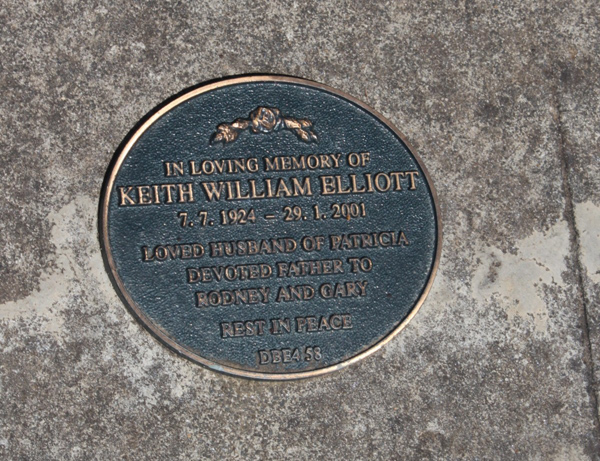 IN LOVING MEMORY OF
KEITH WILLIAM ELLIOTT
7. 7. 1924 – 29. 1. 2001
LOVED HUSBAND OF PATRICIA
DEVOTED FATHER TO
RODNEY AND GARY
REST IN PEACE
DBE4 58